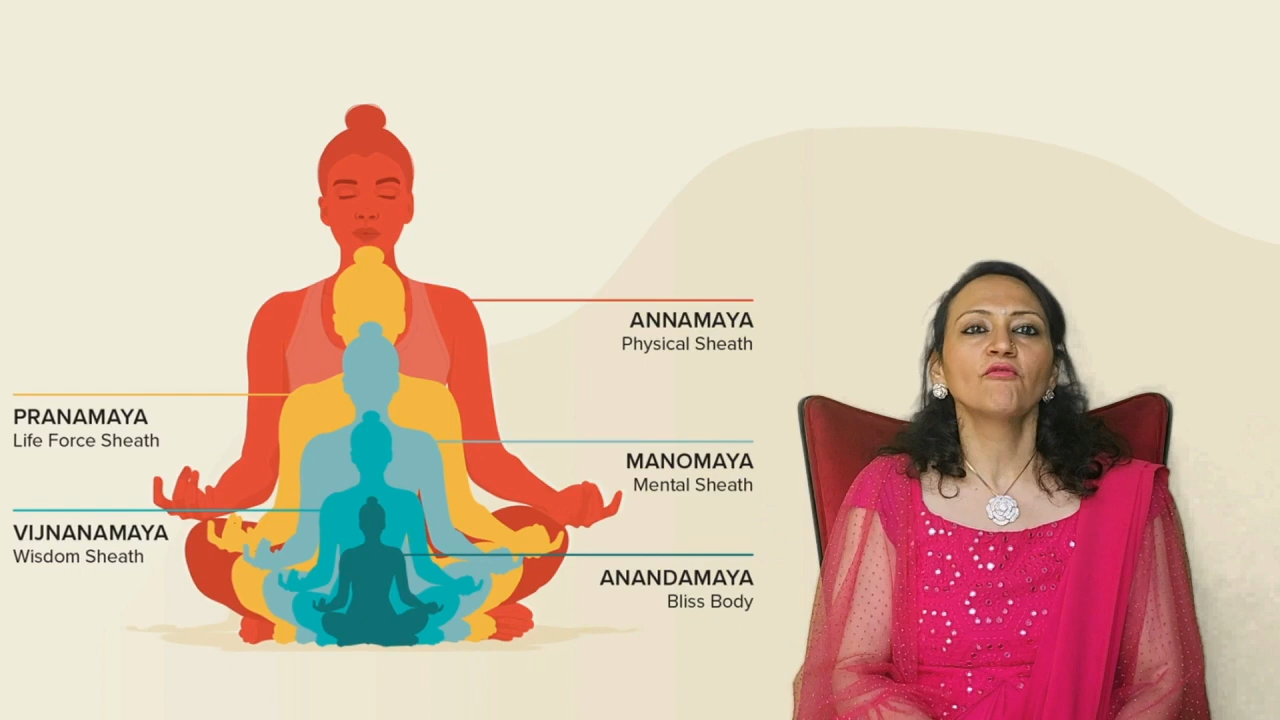 ANNAMAYA
Physical Sheath
PRANAMAYA
Life Force Sheath
MANOMAYA
Mental Sheath
VIJNANAMAYA
Wisdom Sheath
ANANDAMAYA
Bliss Body